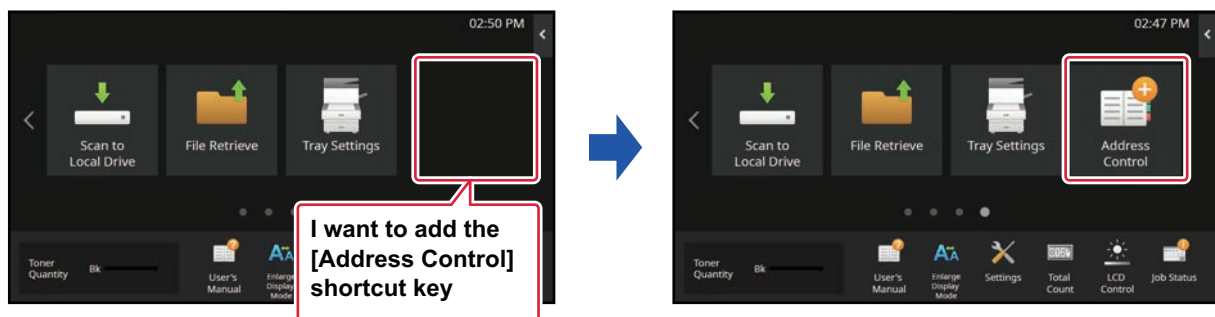 02:50 PM
Scan to
Local Drive
File Retrieve
Tray Settings
I want to add the
[Address Control]
shortcut key
Toner
Quantity
Bk
User's
Manual
Enlarge
Display
Mode
02:47 PM
Scan to
Local Drive
File Retrieve
Tray Settings
Address
Control
Toner
Quantity
Bk
User's
Manual
Enlarge
Display
Mode
Settings
Total
Count
LCD
Control
Job Status